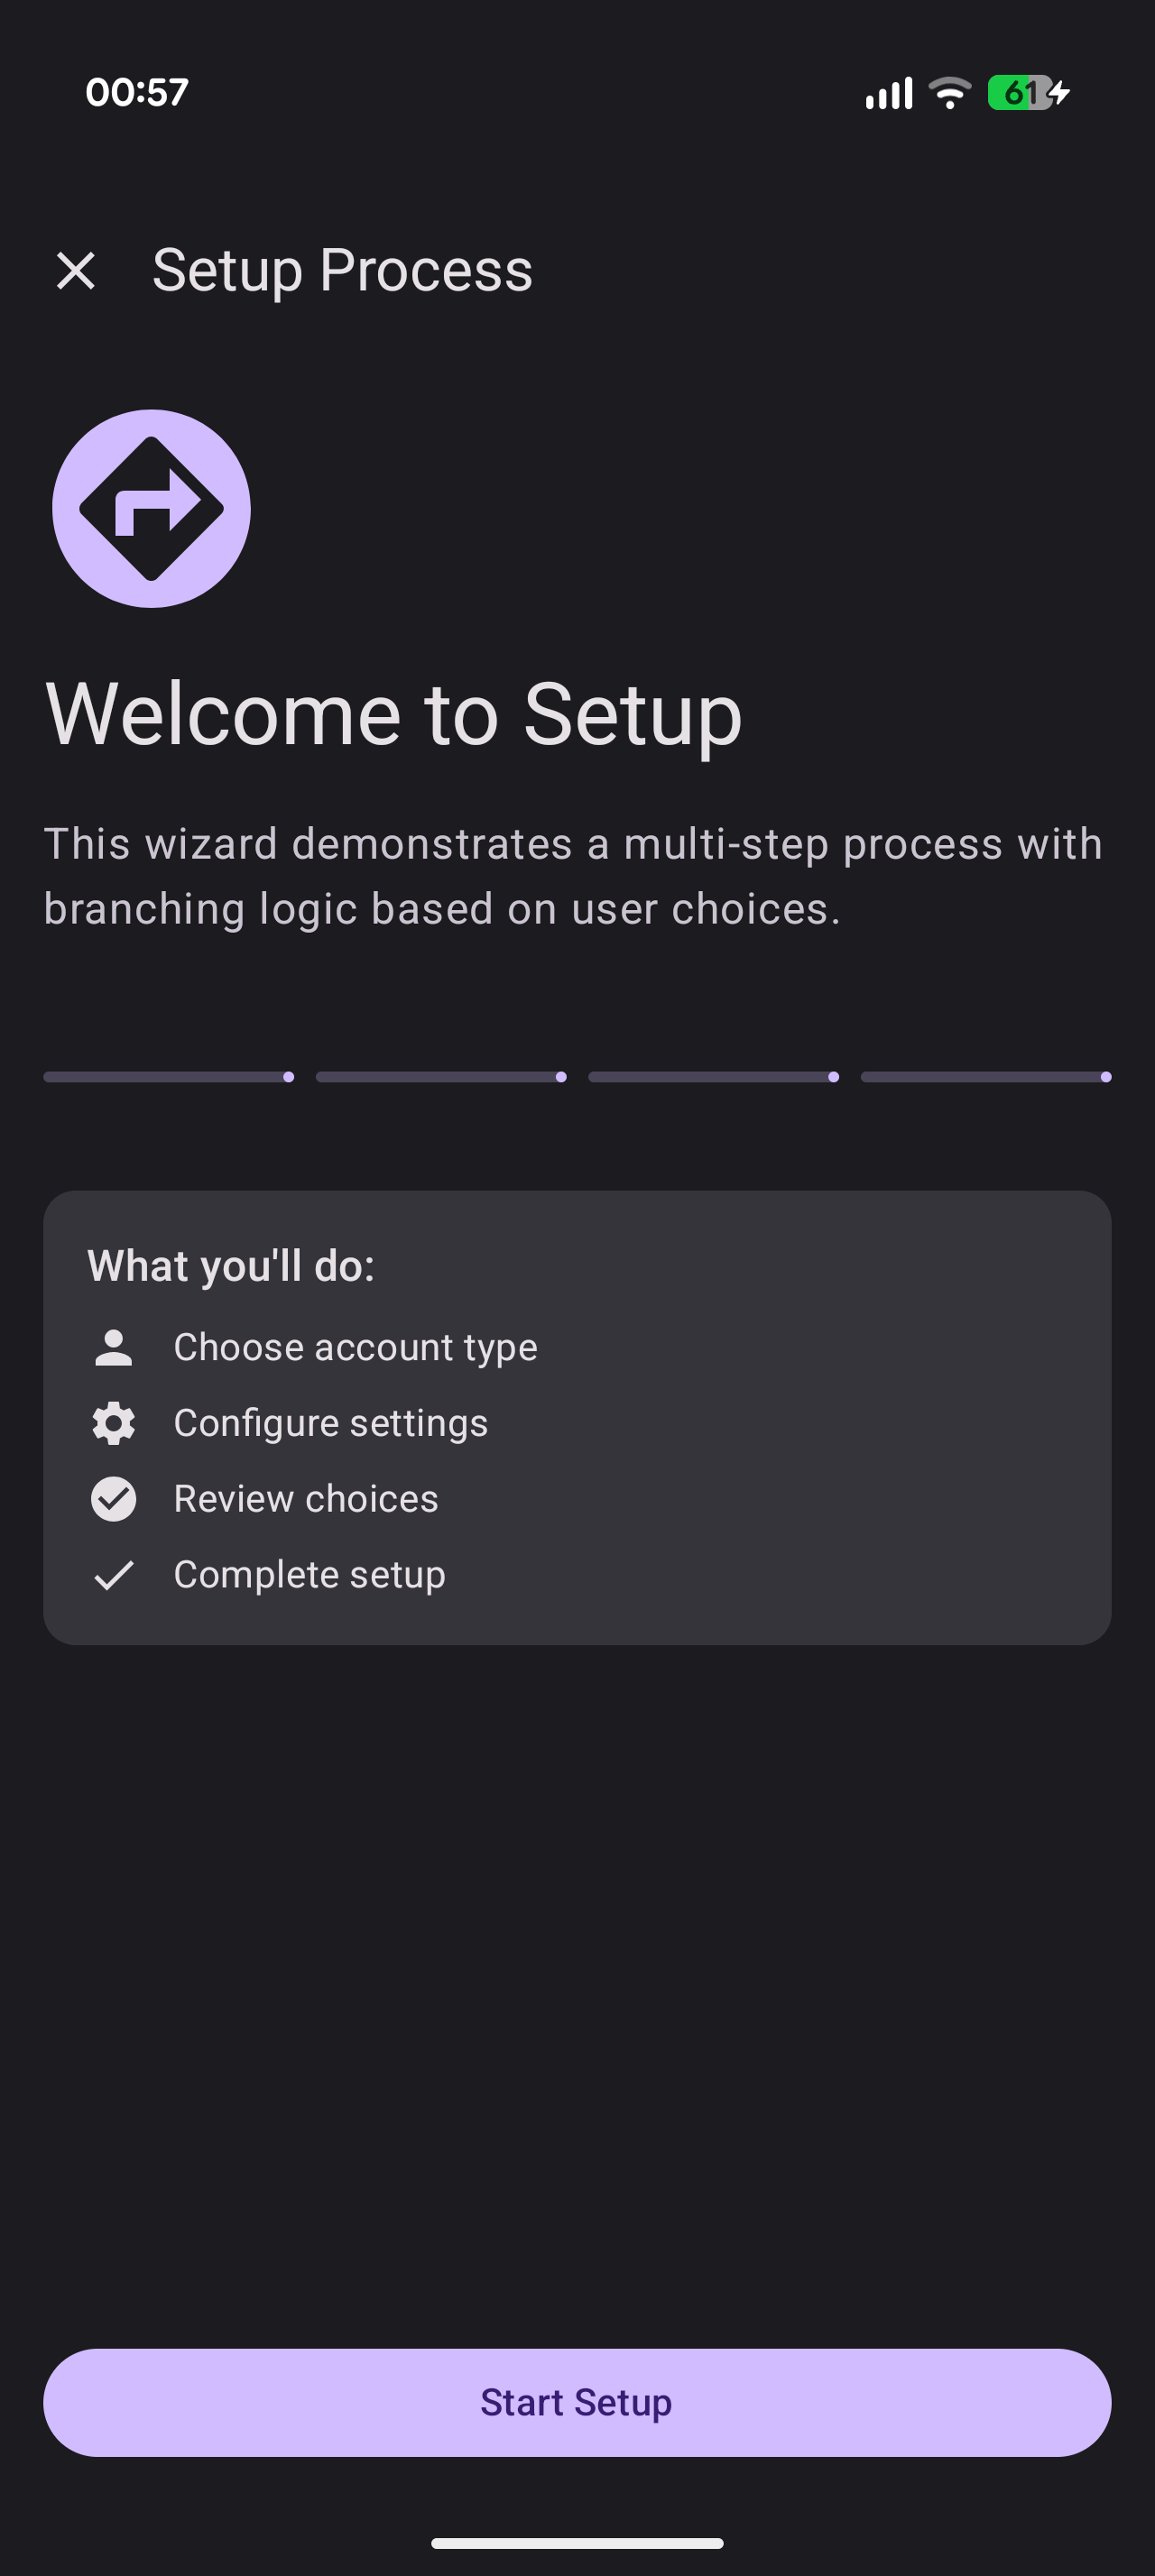 00:57
61
Setup Process
Welcome to Setup
This wizard demonstrates a multi-step process with
branching logic based on user choices.
What you'll do:
Choose account type
Configure settings
Review choices
Complete setup
Start Setup